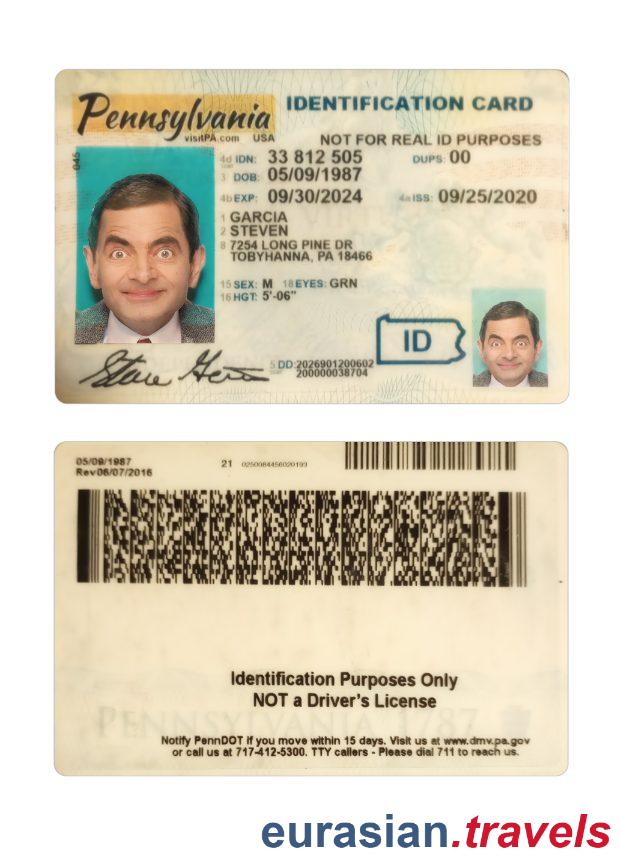 Pennsylvania
visitPA.com USA
IDENTIFICATION CARD
NOT FOR REAL ID PURPOSES
046
4d IDN: 33 812 505 DUPS: 00
3 DOB: 05/09/1987
4b EXP: 09/30/2024 4a ISS: 09/25/2020
1 GARCIA
2 STEVEN
8 7254 LONG PINE DR
TOBYHANNA, PA 18466
15 SEX: M 18 EYES: GRN
16 HGT: 5'-06"
ID
5 DD: 2026901200602
200000038704
05/09/1987
Rev06/07/2016
21 0250084456020199
Identification Purposes Only
NOT a Driver's License
PENNSYLVANIA 1787
Notify PennDOT if you move within 15 days. Visit us at www.dmv.pa.gov
or call us at 717-412-5300. TTY callers - Please dial 711 to reach us.
eurasian.travels